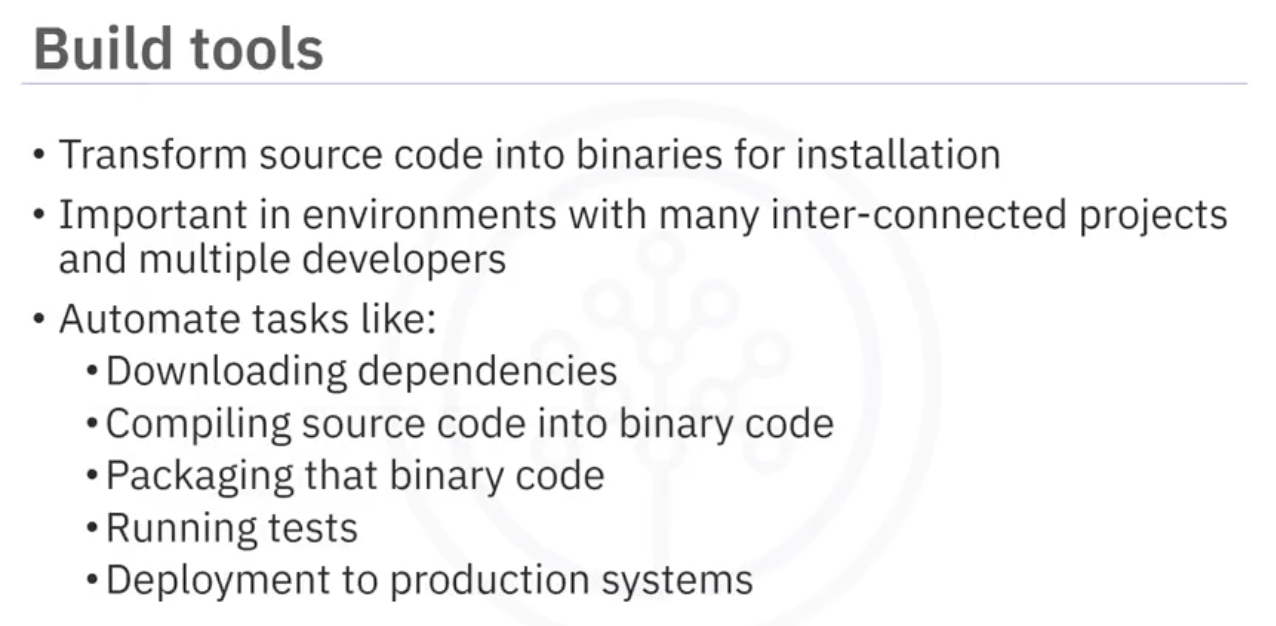 Build tools
• Transform source code into binaries for installation
• Important in environments with many inter-connected projects
and multiple developers
• Automate tasks like:
• Downloading dependencies
• Compiling source code into binary code
• Packaging that binary code
• Running tests
• Deployment to production systems